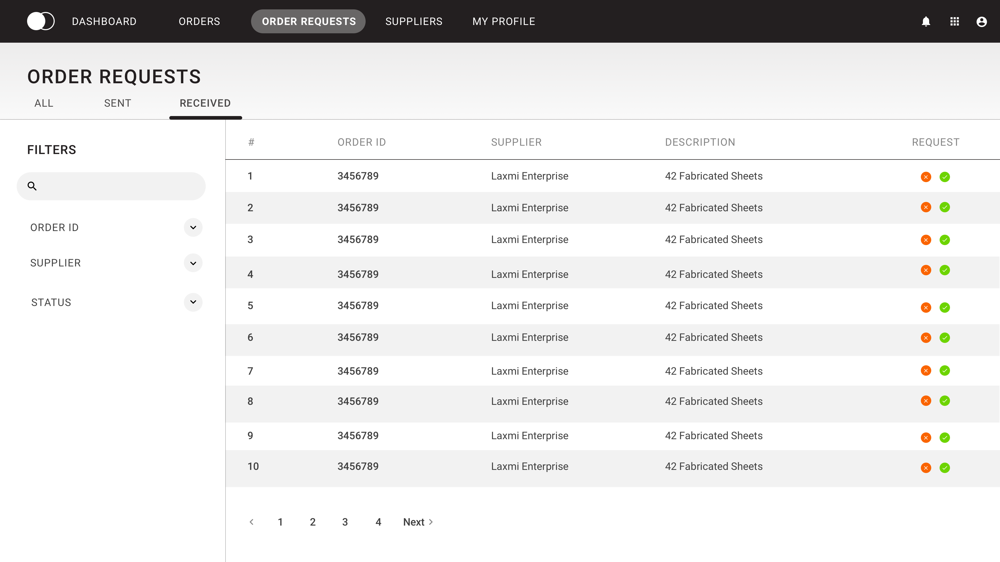 DASHBOARD ORDERS ORDER REQUESTS SUPPLIERS MY PROFILE
ORDER REQUESTS
ALL SENT RECEIVED
FILTERS
ORDER ID
SUPPLIER
STATUS
# ORDER ID SUPPLIER DESCRIPTION REQUEST
1 3456789 Laxmi Enterprise 42 Fabricated Sheets
2 3456789 Laxmi Enterprise 42 Fabricated Sheets
3 3456789 Laxmi Enterprise 42 Fabricated Sheets
4 3456789 Laxmi Enterprise 42 Fabricated Sheets
5 3456789 Laxmi Enterprise 42 Fabricated Sheets
6 3456789 Laxmi Enterprise 42 Fabricated Sheets
7 3456789 Laxmi Enterprise 42 Fabricated Sheets
8 3456789 Laxmi Enterprise 42 Fabricated Sheets
9 3456789 Laxmi Enterprise 42 Fabricated Sheets
10 3456789 Laxmi Enterprise 42 Fabricated Sheets
1 2 3 4 Next